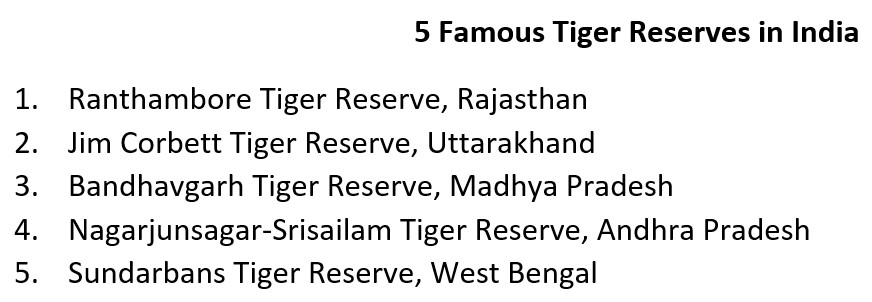 5 Famous Tiger Reserves in India
1. Ranthambore Tiger Reserve, Rajasthan
2. Jim Corbett Tiger Reserve, Uttarakhand
3. Bandhavgarh Tiger Reserve, Madhya Pradesh
4. Nagarjunsagar-Srisailam Tiger Reserve, Andhra Pradesh
5. Sundarbans Tiger Reserve, West Bengal